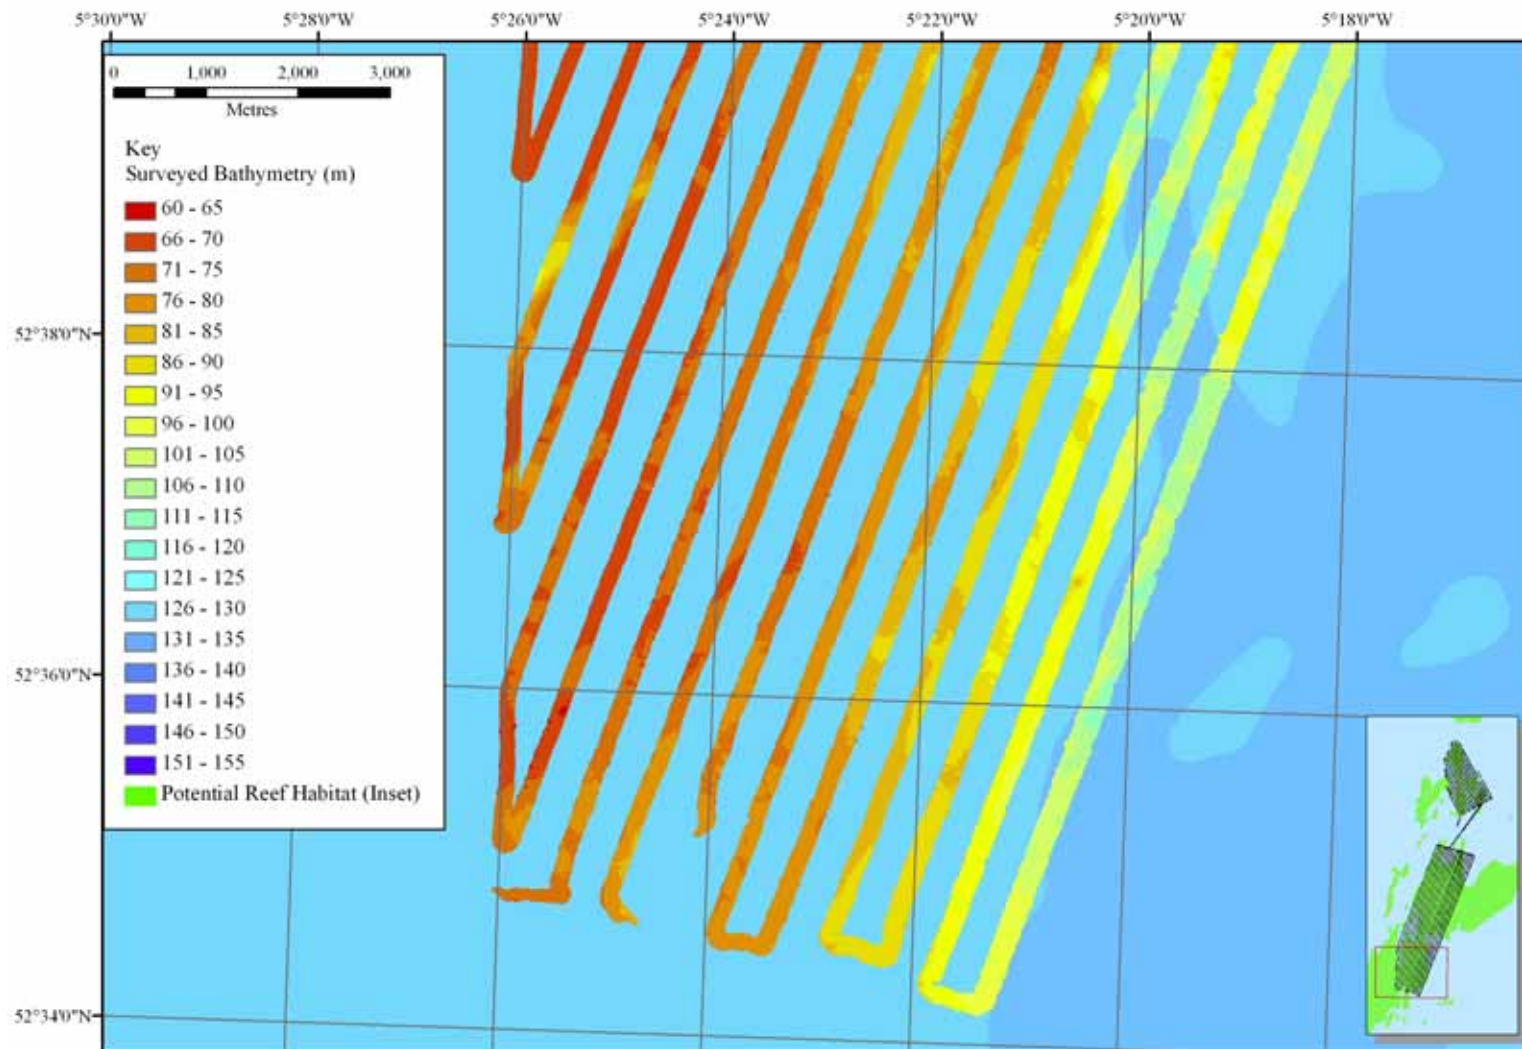 5°30'0"W 5°28'0"W 5°26'0"W 5°24'0"W 5°22'0"W 5°20'0"W 5°18'0"W
0 1,000 2,000 3,000
Metres
Key
Surveyed Bathymetry (m)
60 - 65
66 - 70
71 - 75
76 - 80
81 - 85
86 - 90
91 - 95
96 - 100
101 - 105
106 - 110
111 - 115
116 - 120
121 - 125
126 - 130
131 - 135
136 - 140
141 - 145
146 - 150
151 - 155
Potential Reef Habitat (Inset)
52°38'0"N
52°36'0"N
52°34'0"N